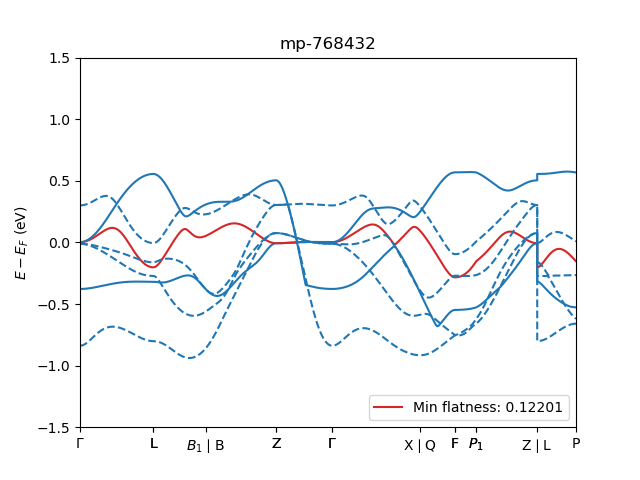 mp-768432
E − E_F (eV)
1.5
1.0
0.5
0.0
−0.5
−1.0
−1.5
Min flatness: 0.12201
Γ L B₁ | B Z Γ X | Q F P₁ Z | L P